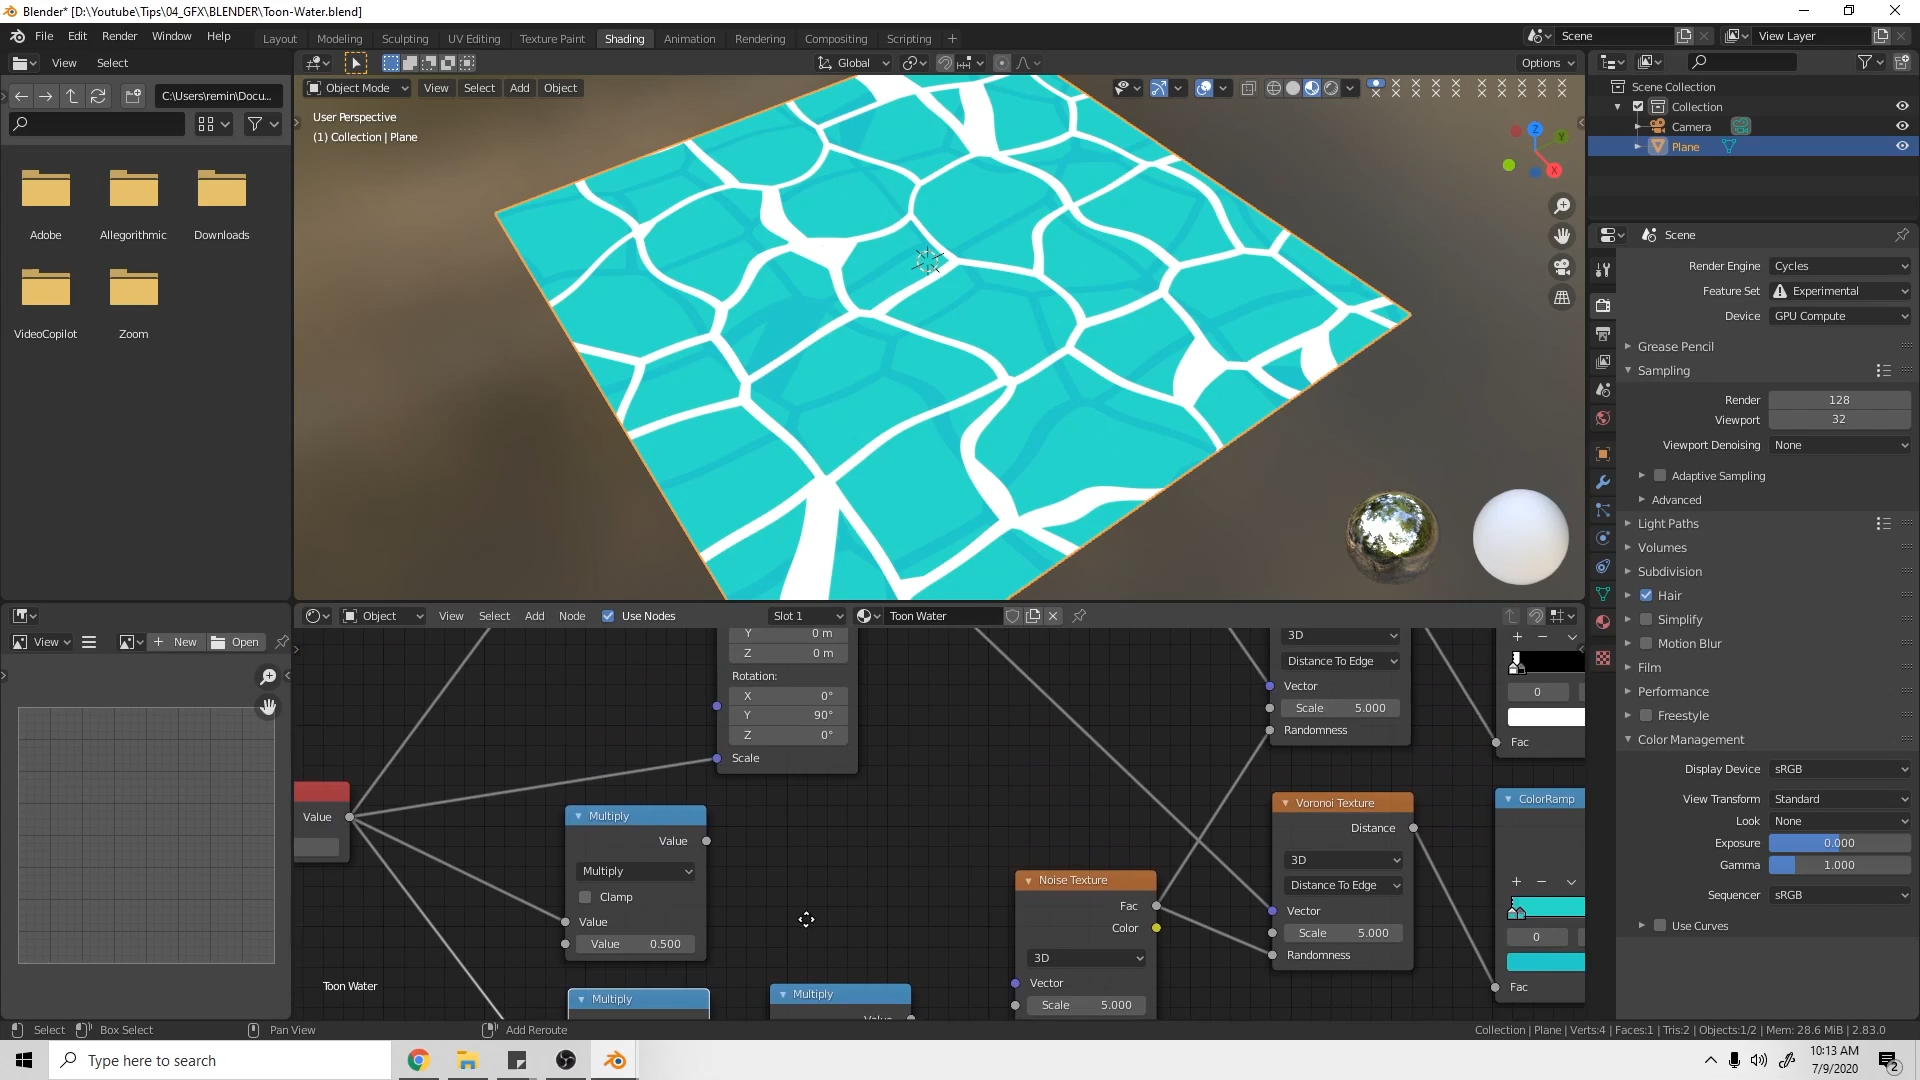 Blender* [D:\Youtube\Tips\04_GFX\BLENDER\Toon-Water.blend]
File Edit Render Window Help Layout Modeling Sculpting UV Editing Texture Paint Shading Animation Rendering Compositing Scripting Scene View Layer
View Select Global Options
C:\Users\remin\Docu... Object Mode View Select Add Object
User Perspective
(1) Collection | Plane
Adobe Allegorithmic Downloads
VideoCopilot Zoom
Z
Y
X
Scene Collection
Collection
Camera
Plane
Scene
Render Engine Cycles
Feature Set Experimental
Device GPU Compute
Grease Pencil
Sampling
Render 128
Viewport 32
Viewport Denoising None
Adaptive Sampling
Advanced
Light Paths
Volumes
Subdivision
Hair
Simplify
Motion Blur
Film
Performance
Freestyle
Color Management
Display Device sRGB
View Transform Standard
Look None
Exposure 0.000
Gamma 1.000
Sequencer sRGB
Use Curves
View New Open
Object View Select Add Node Use Nodes Slot 1 Toon Water
Y 0 m
Z 0 m
Rotation:
X 0°
Y 90°
Z 0°
Scale
Value
Multiply
Value
Multiply
Clamp
Value
Value 0.500
Multiply
Multiply
Value
Noise Texture
Fac
Color
3D
Vector
Scale 5.000
3D
Distance To Edge
Vector
Scale 5.000
Randomness
Voronoi Texture
Distance
3D
Distance To Edge
Vector
Scale 5.000
Randomness
0
Fac
ColorRamp
0
Fac
Toon Water
Select Box Select Pan View Add Reroute Collection | Plane | Verts:4 | Faces:1 | Tris:2 | Objects:1/2 | Mem: 28.6 MiB | 2.83.0
Type here to search
10:13 AM
7/9/2020
2